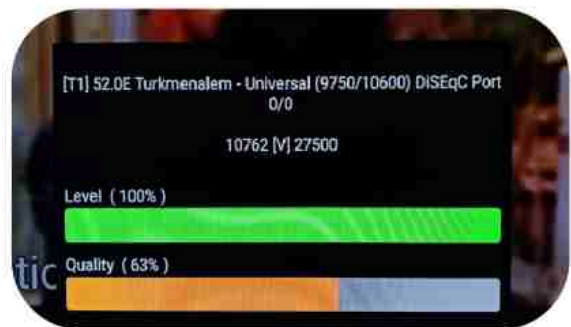 [T1] 52.0E Turkmenalem - Universal (9750/10600) DiSEqC Port
0/0
10762 [V] 27500
Level ( 100% )
Quality ( 63% )
tic